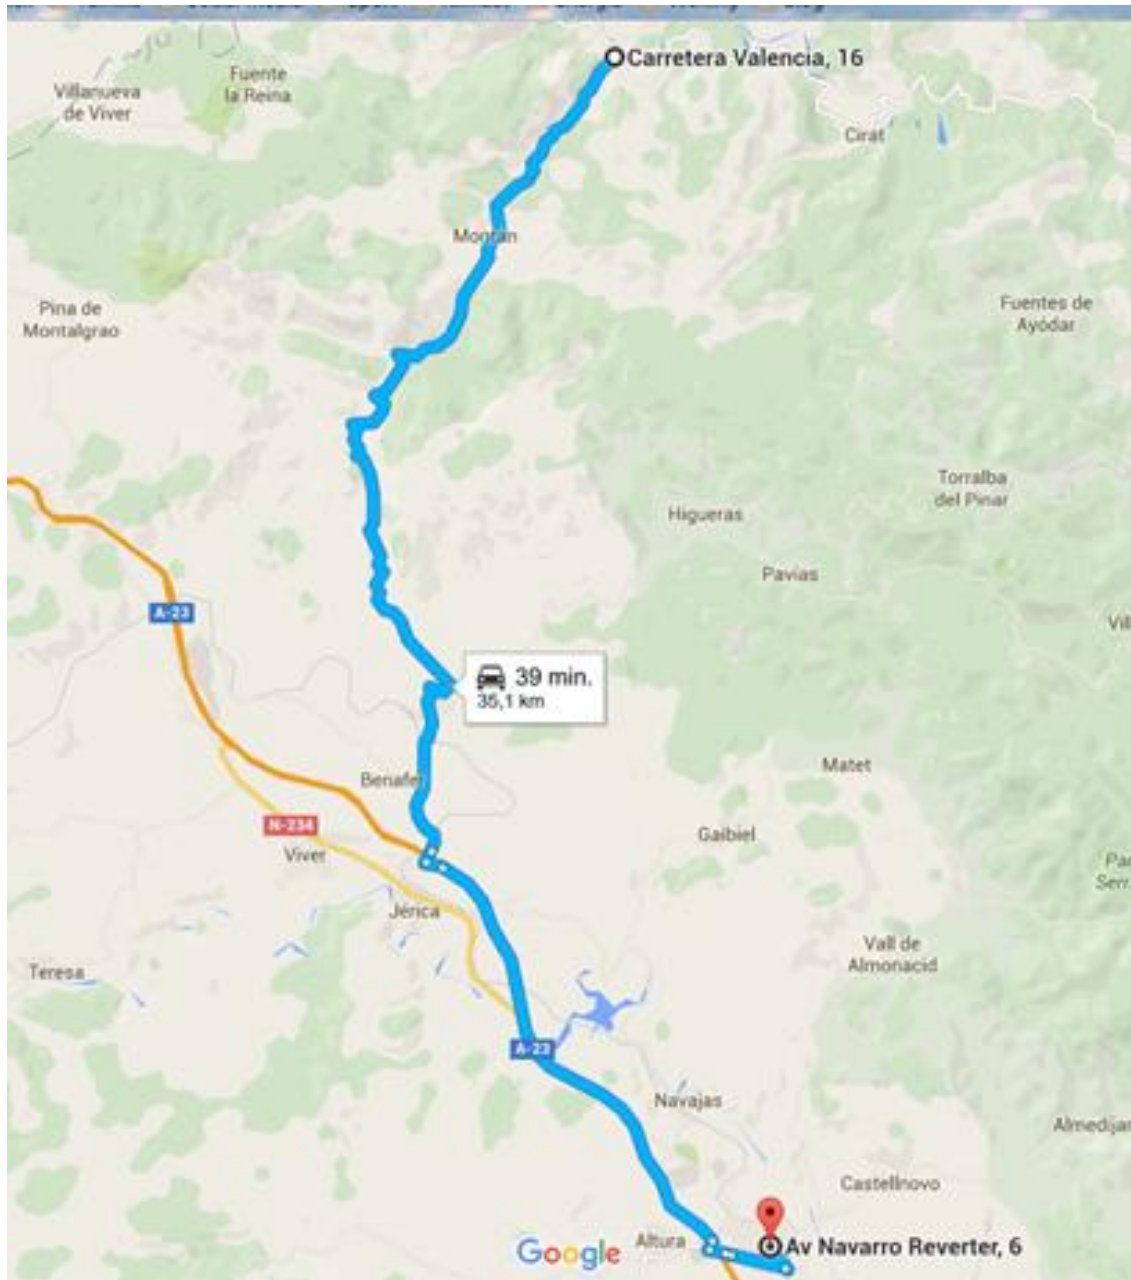 Carretera Valencia, 16
Fuente
la Reina
Villanueva
de Viver
Cirat
Montán
Pina de
Montalgrao
Fuentes de
Ayódar
Torralba
del Pinar
Higueras
Pavias
A-23
39 min.
35,1 km
Matet
Benafer
N-234
Viver
Gaibiel
Jérica
Vall de
Almonacid
Teresa
A-23
Navajas
Castellnovo
Altura
Google
Av Navarro Reverter, 6